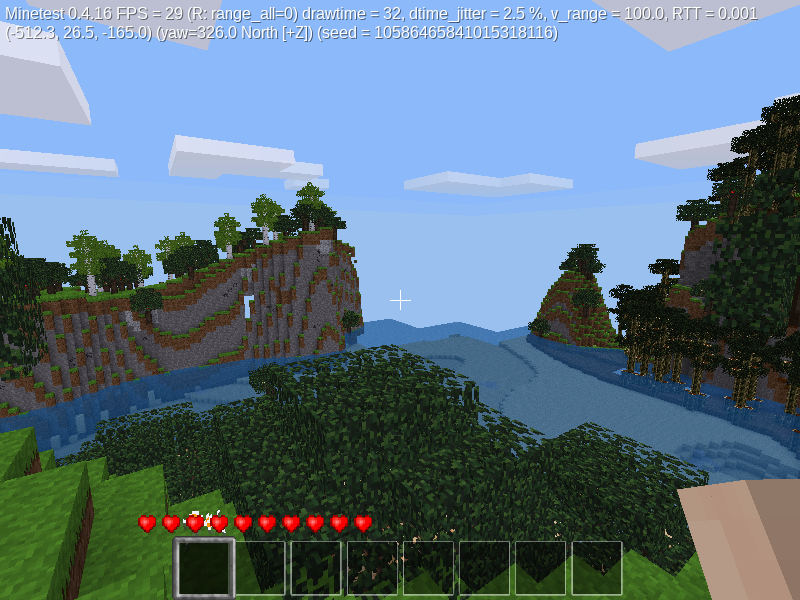 Minetest 0.4.16 FPS = 29 (R: range_all=0) drawtime = 32, dtime_jitter = 2.5 %, v_range = 100.0, RTT = 0.001
(-512.3, 26.5, -165.0) (yaw=326.0 North [+Z]) (seed = 10586465841015318116)